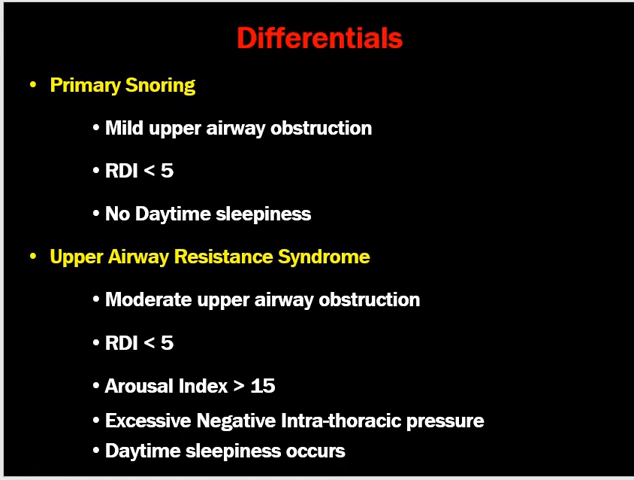 Differentials
• Primary Snoring
• Mild upper airway obstruction
• RDI < 5
• No Daytime sleepiness
• Upper Airway Resistance Syndrome
• Moderate upper airway obstruction
• RDI < 5
• Arousal Index > 15
• Excessive Negative Intra-thoracic pressure
• Daytime sleepiness occurs